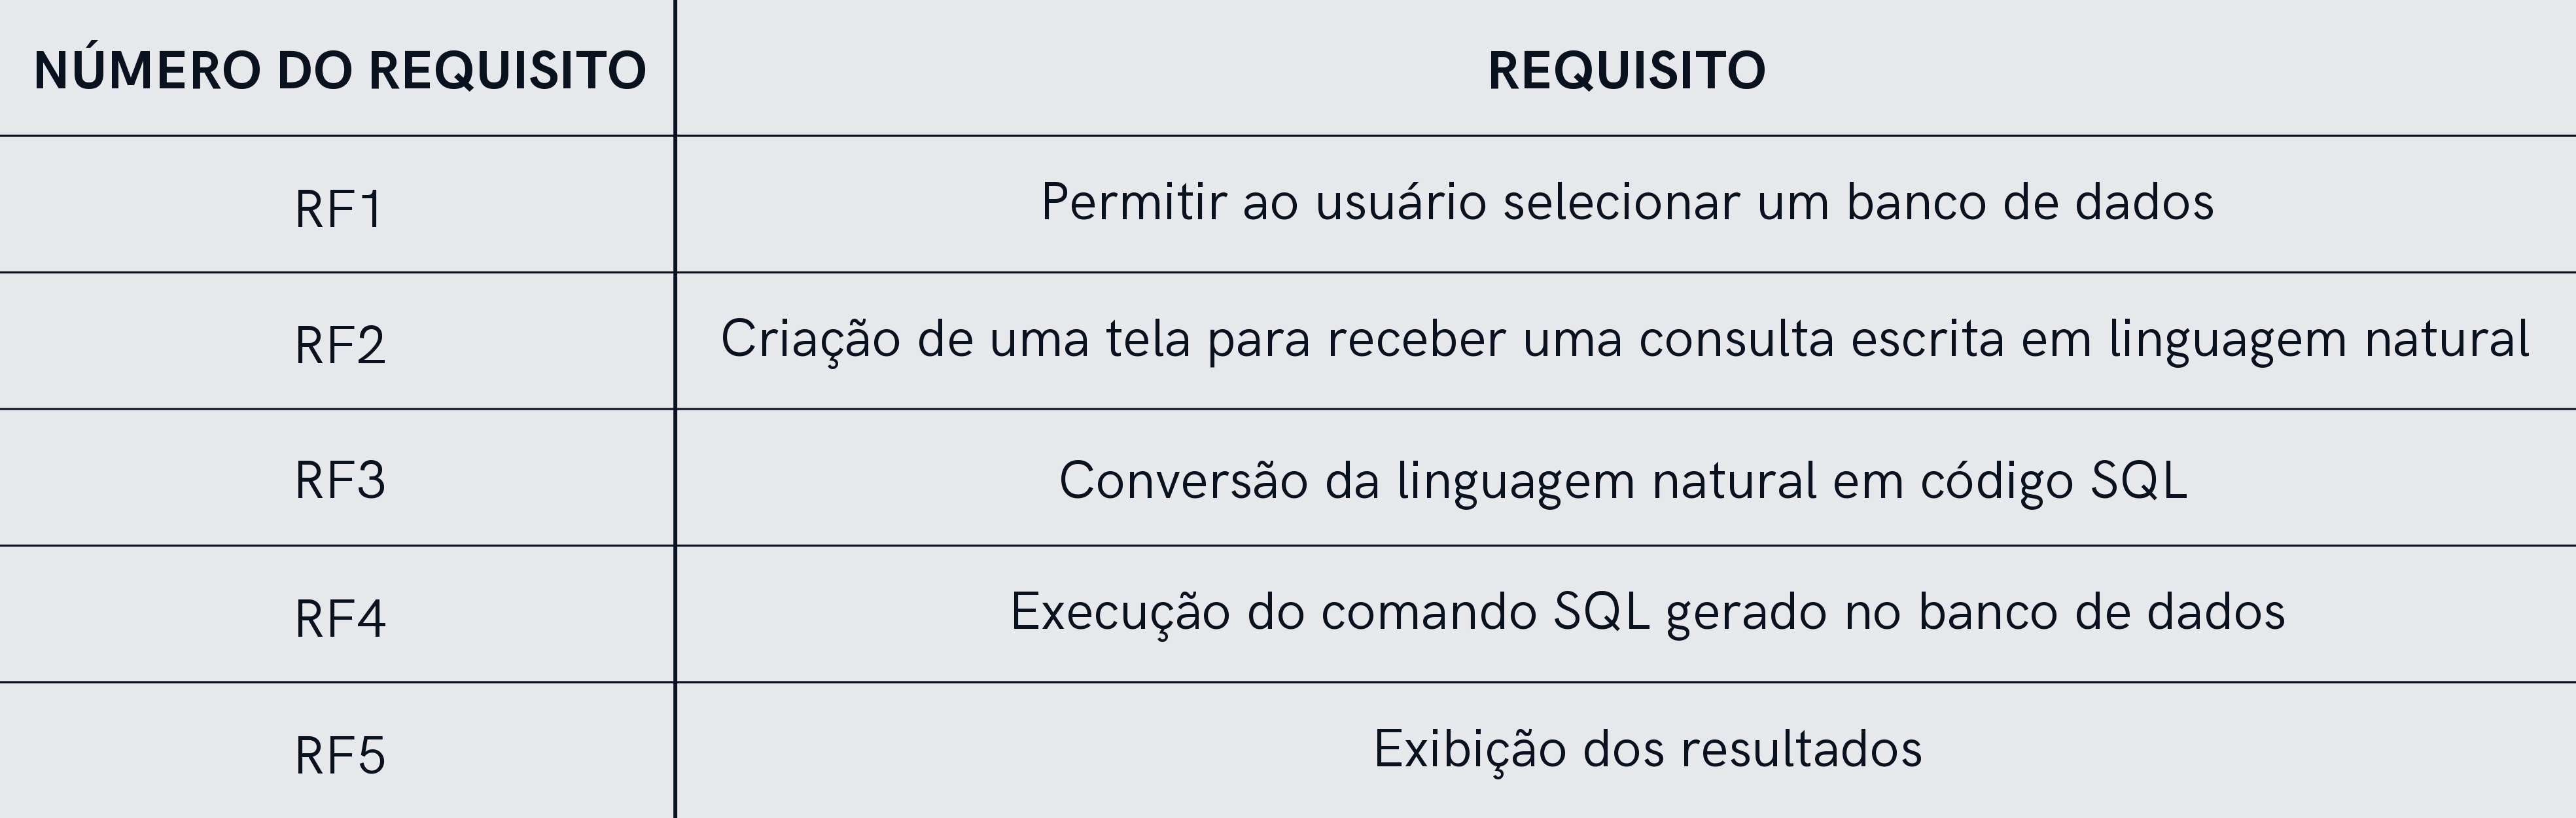 NÚMERO DO REQUISITO
REQUISITO
RF1
Permitir ao usuário selecionar um banco de dados
RF2
Criação de uma tela para receber uma consulta escrita em linguagem natural
RF3
Conversão da linguagem natural em código SQL
RF4
Execução do comando SQL gerado no banco de dados
RF5
Exibição dos resultados